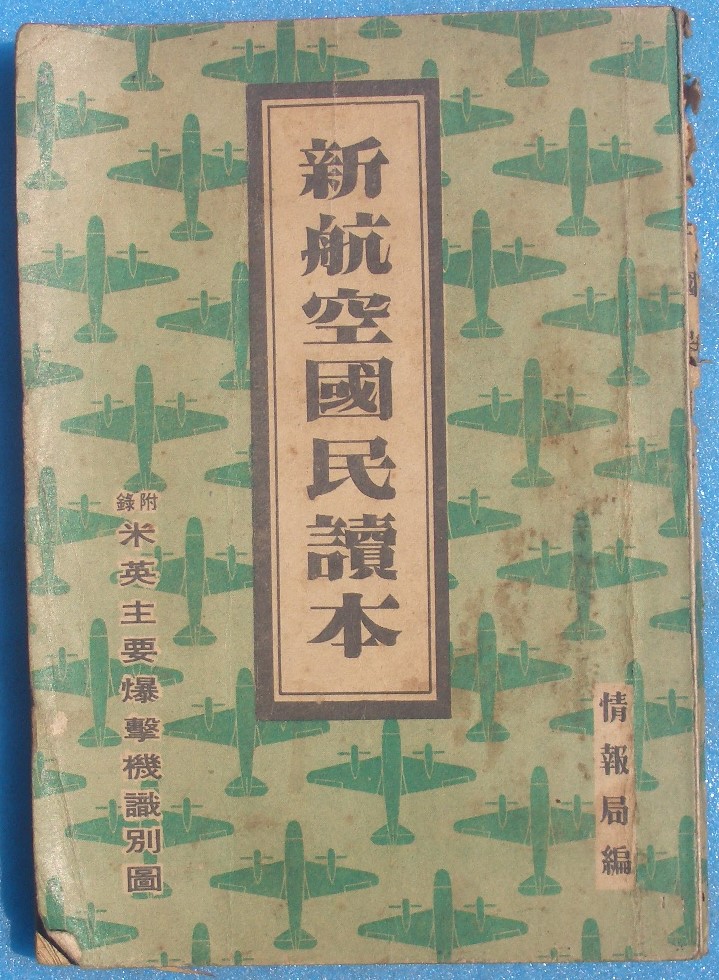 情報局編
新航空國民讀本
附錄
米英主要爆擊機識別圖